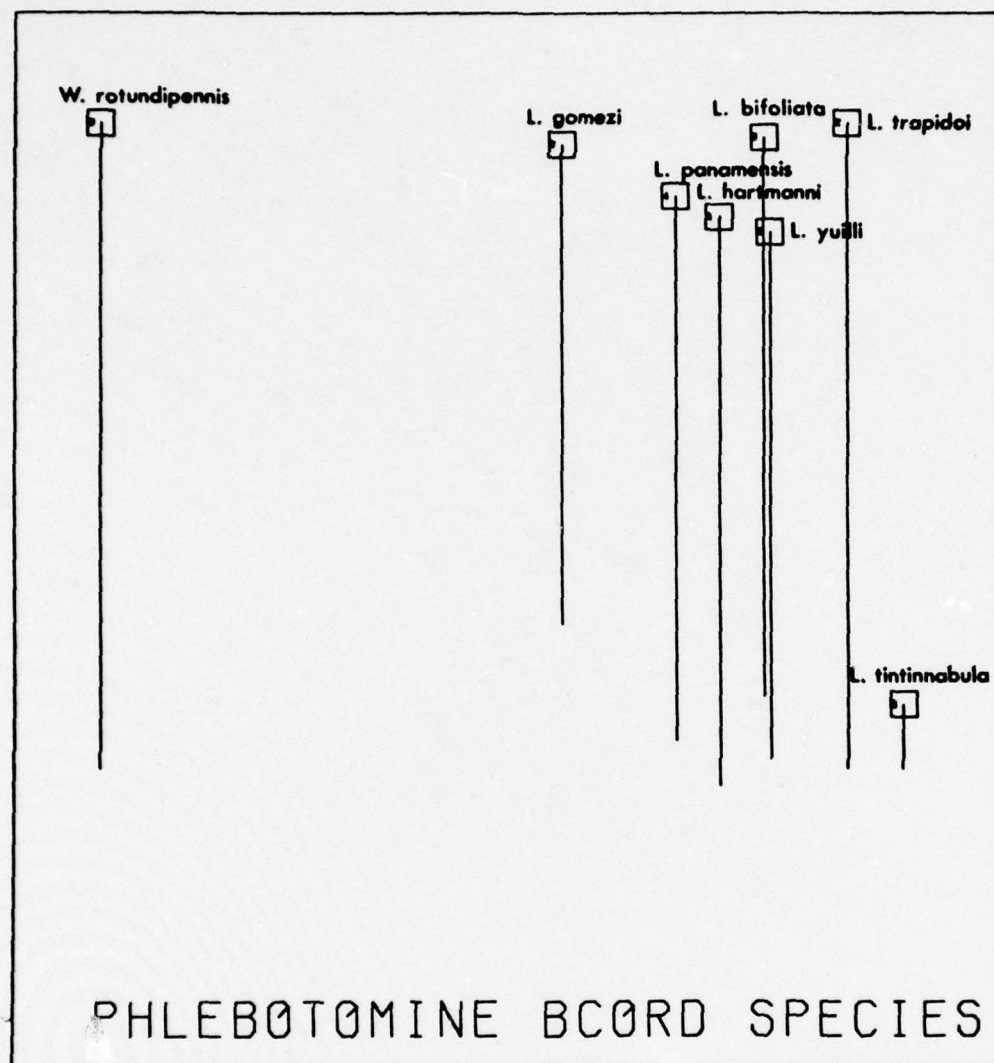 W. rotundipennis
L. gomezi
L. bifoliata
L. trapidoi
L. panamensis
L. hartmanni
L. yuilli
L. tintinnabula
PHLEBOTOMINE BCORD SPECIES